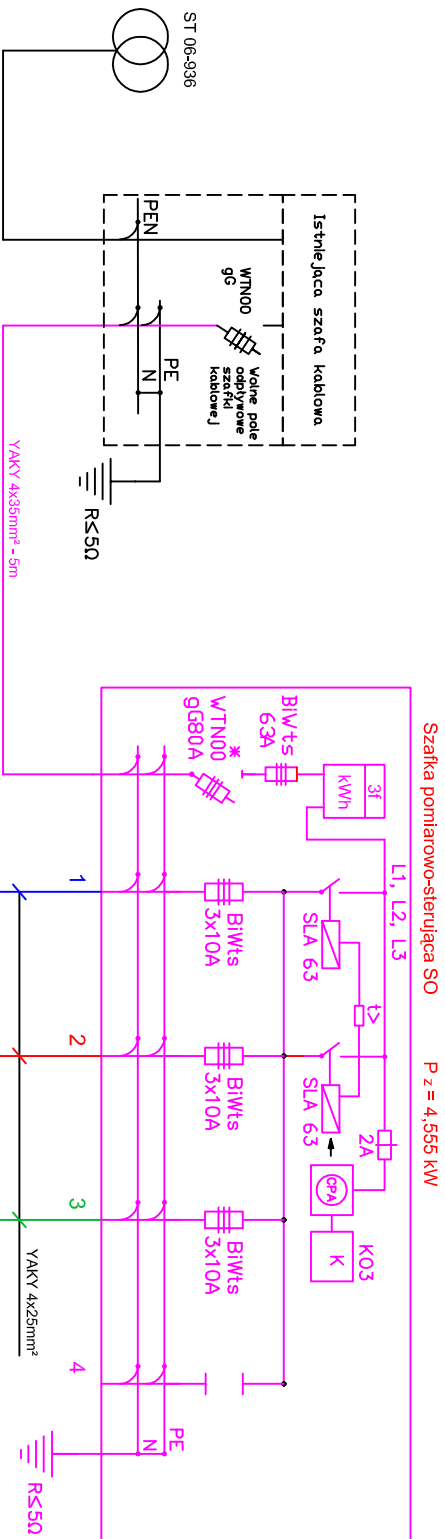 ST 06-936
Istniejąca szafa kablowa
PEN
WTN00
gG
Wolne pole
odpływowe
szafki
kablowej
PE
N
R≤5Ω
YAKY 4x35mm² - 5m
Szafka pomiarowo-sterująca SO
P z = 4,555 kW
3f
kWh
L1, L2, L3
BiWts
63A
*
WTN00
gG80A
SLA 63
t>
SLA 63
2A
CPA
K
KO3
BiWts
3x10A
BiWts
3x10A
BiWts
3x10A
1
2
3
4
PE
N
R≤5Ω
YAKY 4x25mm²